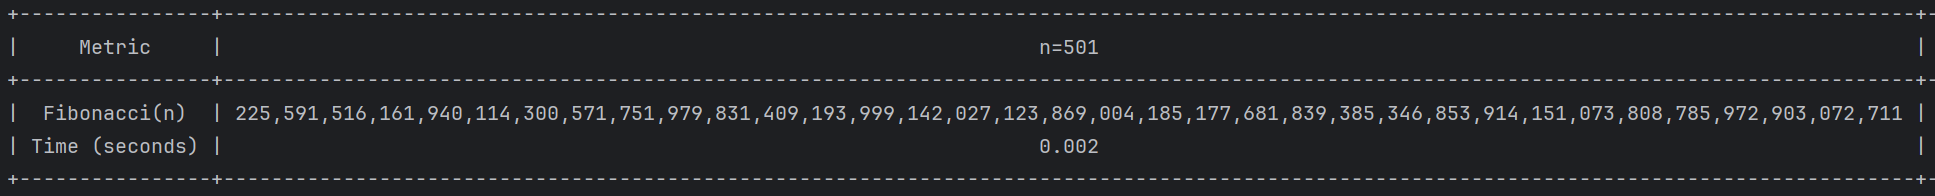 Metric | n=501
Fibonacci(n) | 225,591,516,161,940,114,300,571,751,979,831,409,193,999,142,027,123,869,004,185,177,681,839,385,346,853,914,151,073,808,785,972,903,072,711
Time (seconds) | 0.002